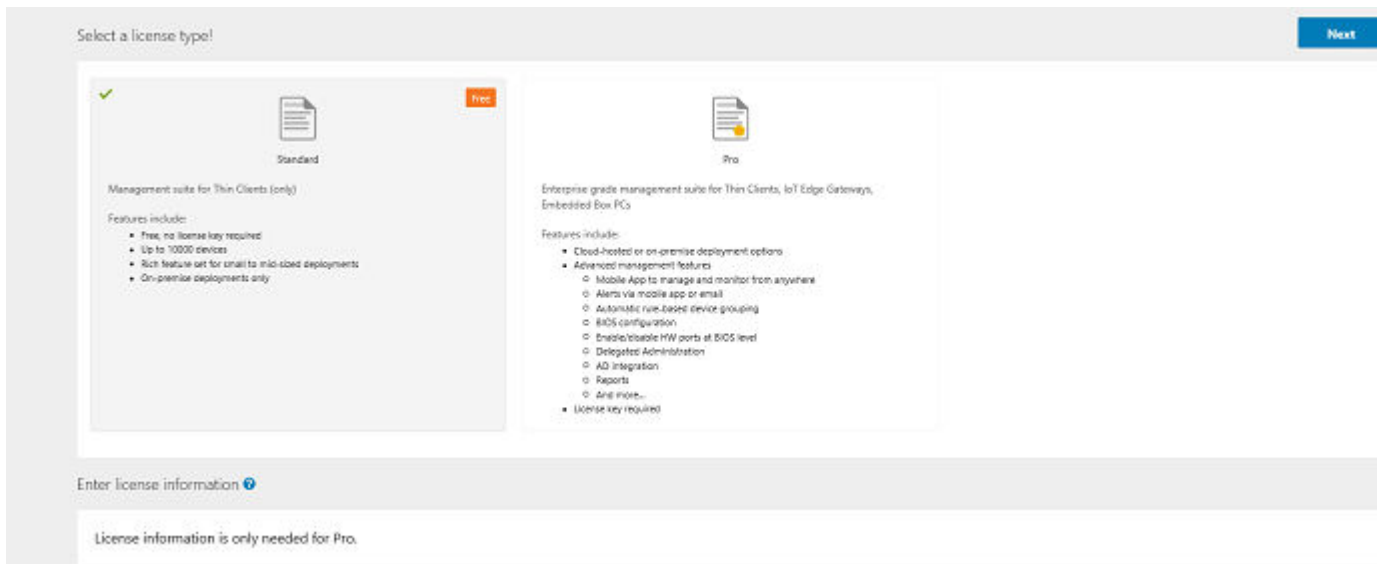 Select a license type!
Next
Free
Standard
Management suite for Thin Clients (only)
Features include:
Free, no license key required
Up to 10000 devices
Rich feature set for small to mid-sized deployments
On-premise deployments only
Pro
Enterprise grade management suite for Thin Clients, IoT Edge Gateways,
Embedded Box PCs
Features include:
Cloud-hosted or on-premise deployment options
Advanced management features
Mobile App to manage and monitor from anywhere
Alerts via mobile app or email
Automatic rule-based device grouping
BIOS configuration
Enable/disable HW ports at BIOS level
Delegated Administration
AD integration
Reports
And more...
License key required
Enter license information
License information is only needed for Pro.